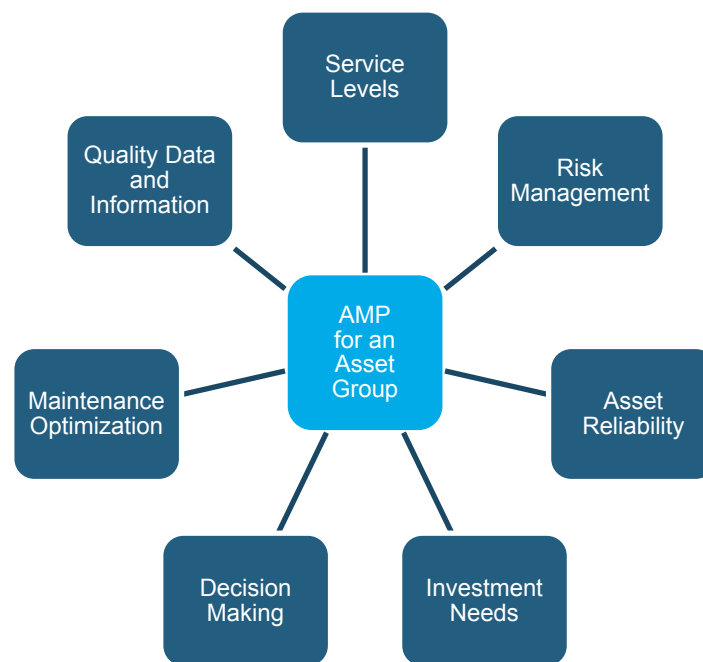 Service
Levels
Quality Data
and
Information
Risk
Management
AMP
for an
Asset
Group
Maintenance
Optimization
Asset
Reliability
Decision
Making
Investment
Needs